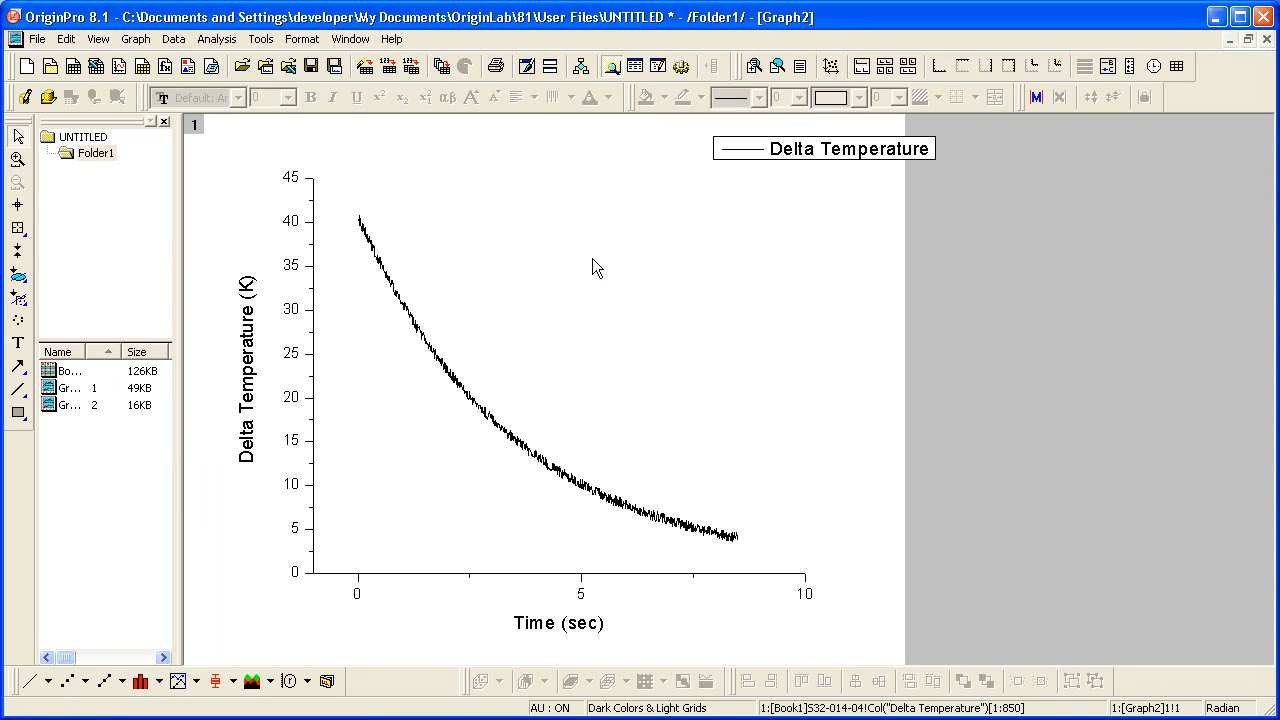 OriginPro 8.1 - C:\Documents and Settings\developer\My Documents\OriginLab\81\User Files\UNTITLED * - /Folder1/ - [Graph2]
File Edit View Graph Data Analysis Tools Format Window Help
Default: Ar 0 B I U x² x₂ x₁² αβ A A A 0 0 M
UNTITLED
Folder1
Name Size
Bo... 126KB
Gr... 1 49KB
Gr... 2 16KB
1
Delta Temperature
45
40
35
30
25
20
15
10
5
0
Delta Temperature (K)
0 5 10
Time (sec)
T
AU : ON Dark Colors & Light Grids 1:[Book1]S32-014-04!Col("Delta Temperature")[1:850] 1:[Graph2]1!1 Radian